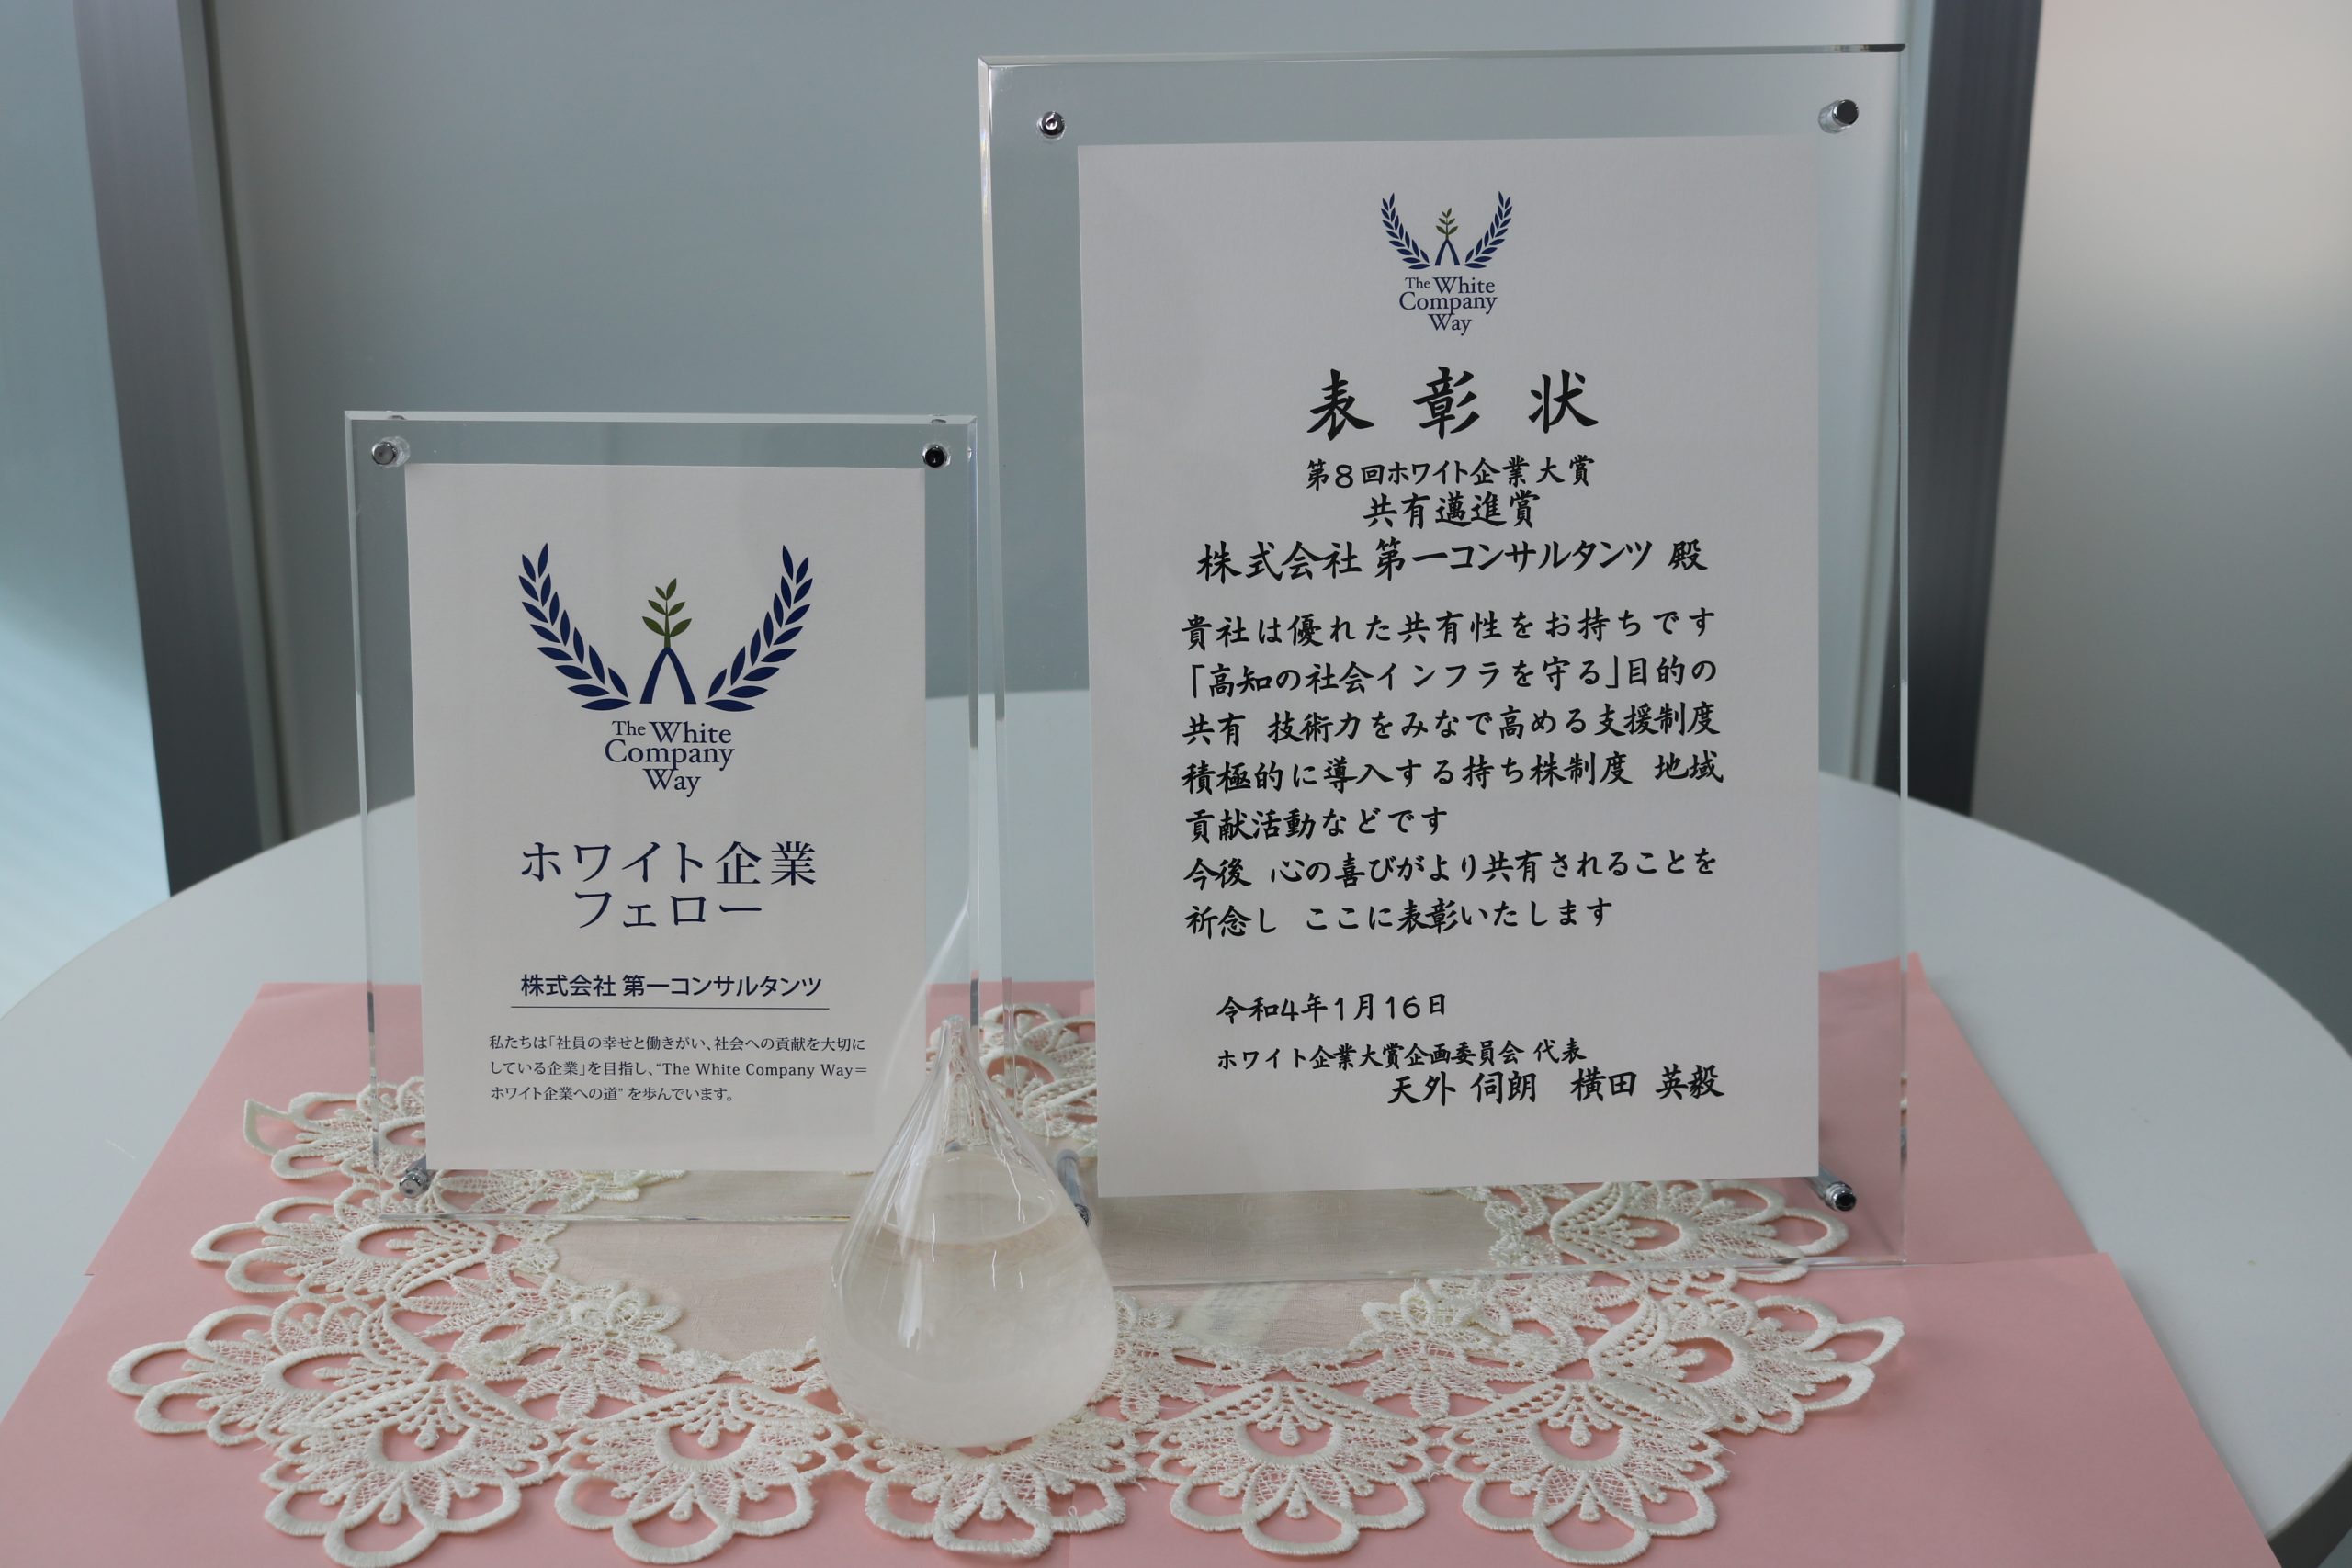 The White
Company
Way
ホワイト企業
フェロー
株式会社 第一コンサルタンツ
私たちは「社員の幸せと働きがい、社会への貢献を大切に
している企業」を目指し、“The White Company Way＝
ホワイト企業への道” を歩んでいます。
The White
Company
Way
表彰状
第8回ホワイト企業大賞
共有邁進賞
株式会社 第一コンサルタンツ 殿
貴社は優れた共有性をお持ちです
「高知の社会インフラを守る」目的の
共有 技術力をみなで高める支援制度
積極的に導入する持ち株制度 地域
貢献活動などです
今後 心の喜びがより共有されることを
祈念し ここに表彰いたします
令和4年1月16日
ホワイト企業大賞企画委員会 代表
天外 伺朗 横田 英毅